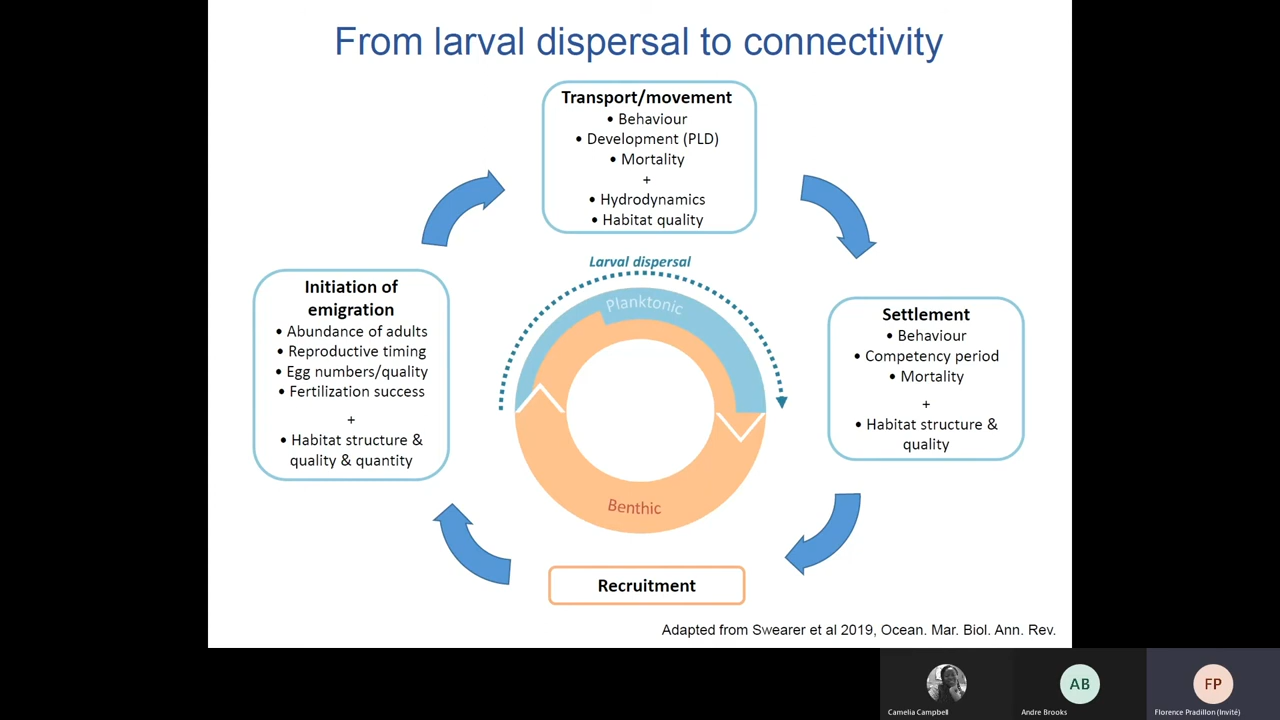 From larval dispersal to connectivity
Transport/movement
• Behaviour
• Development (PLD)
• Mortality
+
• Hydrodynamics
• Habitat quality
Larval dispersal
Planktonic
Initiation of
emigration
• Abundance of adults
• Reproductive timing
• Egg numbers/quality
• Fertilization success
+
• Habitat structure &
quality & quantity
Settlement
• Behaviour
• Competency period
• Mortality
+
• Habitat structure &
quality
Benthic
Recruitment
Adapted from Swearer et al 2019, Ocean. Mar. Biol. Ann. Rev.
AB
FP
Camelia Campbell
Andre Brooks
Florence Pradillon (Invité)